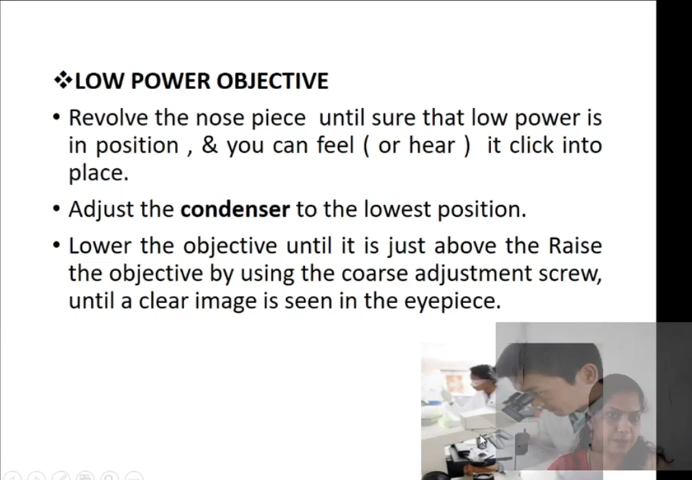 ❖LOW POWER OBJECTIVE
• Revolve the nose piece until sure that low power is
in position , & you can feel ( or hear ) it click into
place.
• Adjust the condenser to the lowest position.
• Lower the objective until it is just above the Raise
the objective by using the coarse adjustment screw,
until a clear image is seen in the eyepiece.